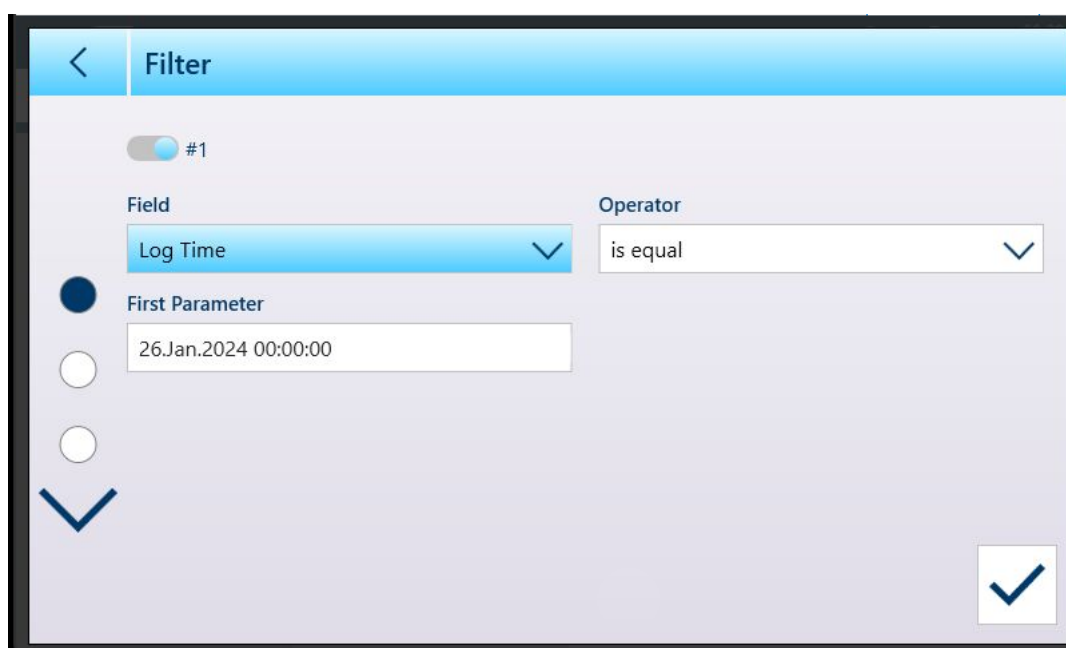 Filter
#1
Field
Operator
Log Time
is equal
First Parameter
26.Jan.2024 00:00:00